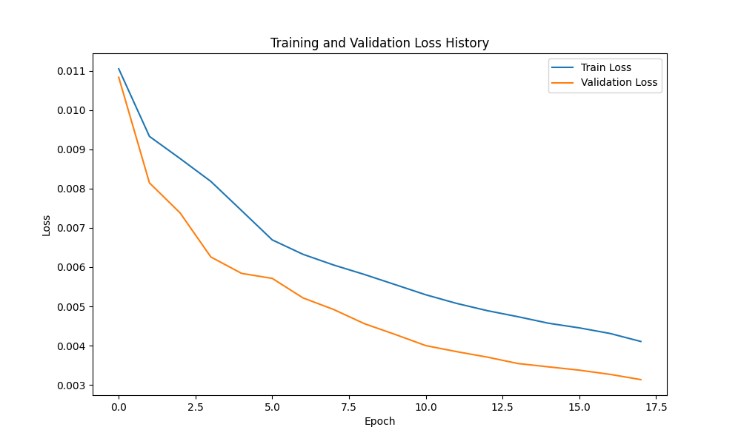 Training and Validation Loss History
Train Loss
Validation Loss
0.011
0.010
0.009
0.008
0.007
0.006
0.005
0.004
0.003
Loss
0.0 2.5 5.0 7.5 10.0 12.5 15.0 17.5
Epoch